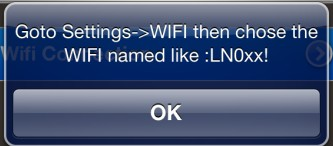 Goto Settings->WIFI then chose the
WIFI named like :LN0xx!
OK